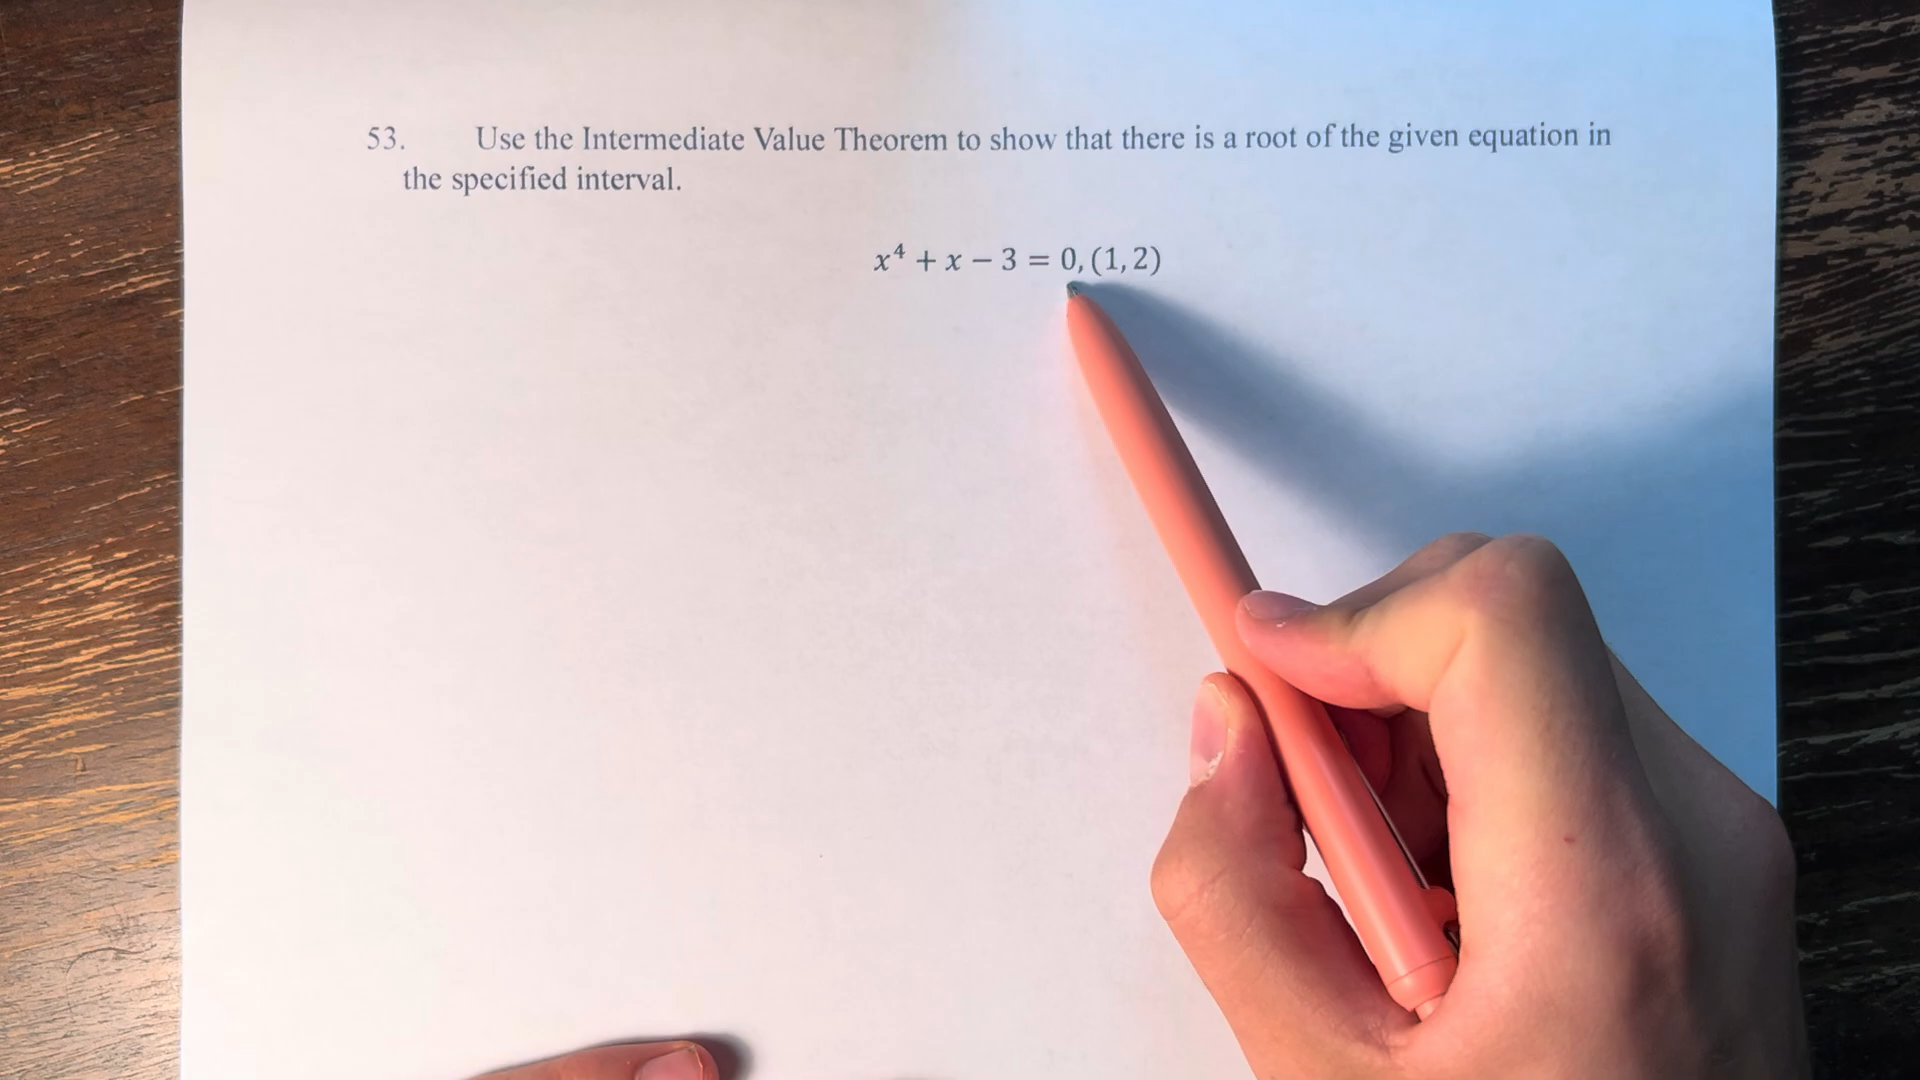 53. Use the Intermediate Value Theorem to show that there is a root of the given equation in
the specified interval.
x⁴ + x − 3 = 0, (1, 2)